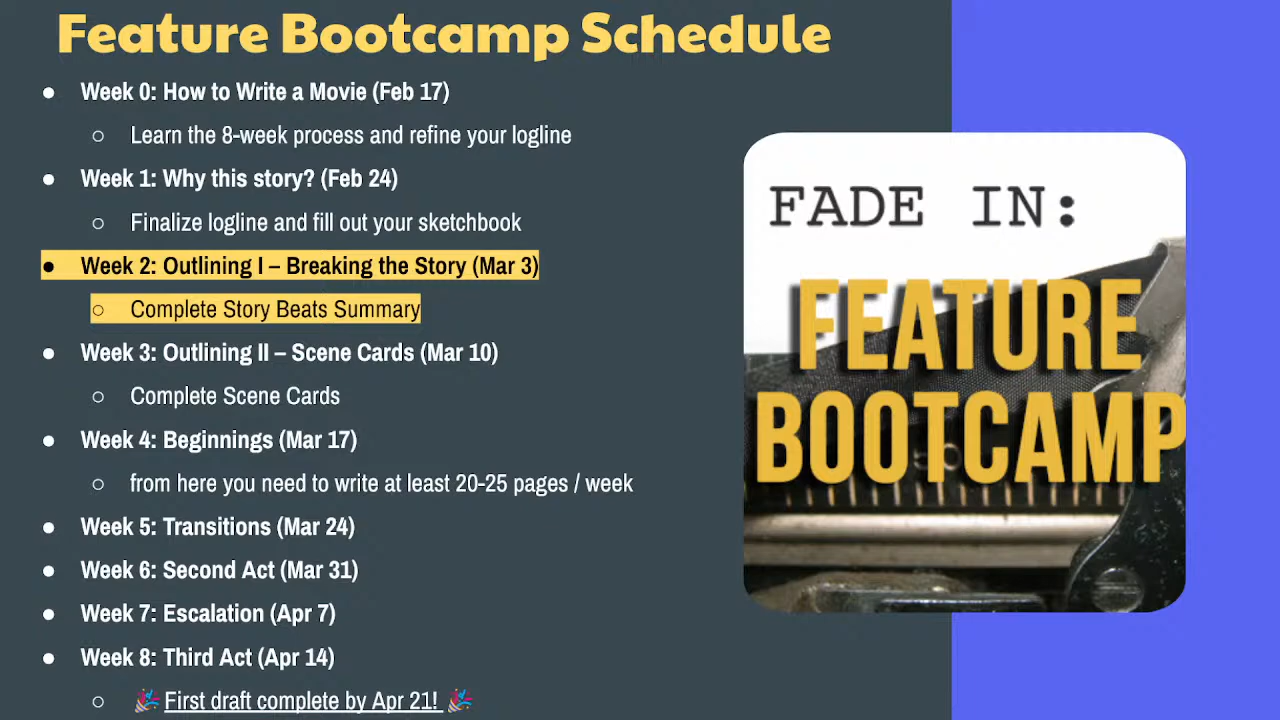 Feature Bootcamp Schedule
● Week 0: How to Write a Movie (Feb 17)
○ Learn the 8-week process and refine your logline
● Week 1: Why this story? (Feb 24)
○ Finalize logline and fill out your sketchbook
● Week 2: Outlining I – Breaking the Story (Mar 3)
○ Complete Story Beats Summary
● Week 3: Outlining II – Scene Cards (Mar 10)
○ Complete Scene Cards
● Week 4: Beginnings (Mar 17)
○ from here you need to write at least 20-25 pages / week
● Week 5: Transitions (Mar 24)
● Week 6: Second Act (Mar 31)
● Week 7: Escalation (Apr 7)
● Week 8: Third Act (Apr 14)
○ 🎉 First draft complete by Apr 21! 🎉
FADE IN:
FEATURE
BOOTCAMP